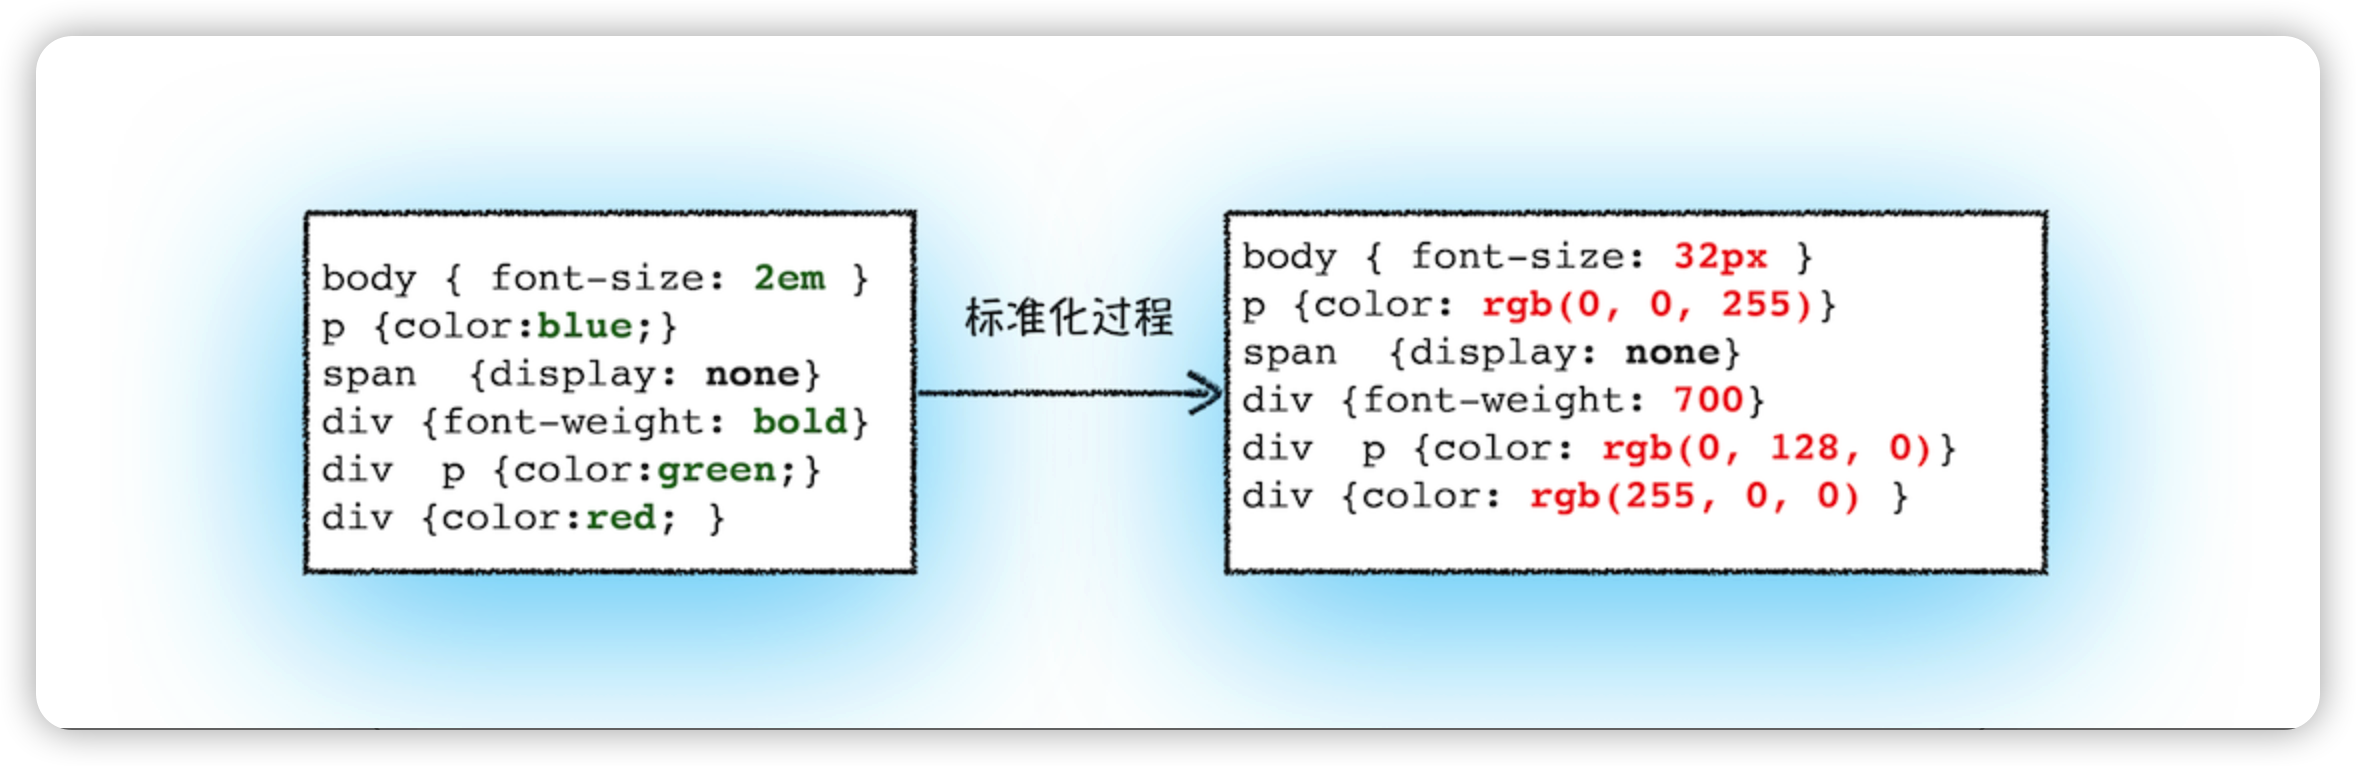 body { font-size: 2em }
p {color:blue;}
span  {display: none}
div {font-weight: bold}
div  p {color:green;}
div {color:red; }
标准化过程
body { font-size: 32px }
p {color: rgb(0, 0, 255)}
span  {display: none}
div {font-weight: 700}
div  p {color: rgb(0, 128, 0)}
div {color: rgb(255, 0, 0) }